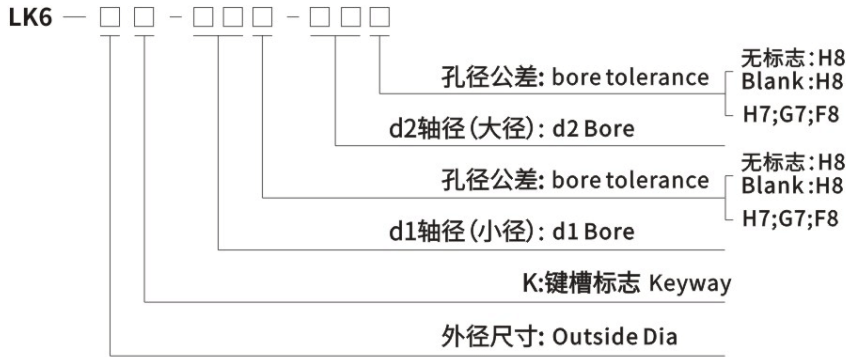 LK6 — □ □ - □ □ □ - □ □ □
无标志:H8
孔径公差: bore tolerance
Blank:H8
H7;G7;F8
d2轴径(大径): d2 Bore
无标志:H8
孔径公差: bore tolerance
Blank:H8
H7;G7;F8
d1轴径(小径): d1 Bore
K:键槽标志 Keyway
外径尺寸: Outside Dia